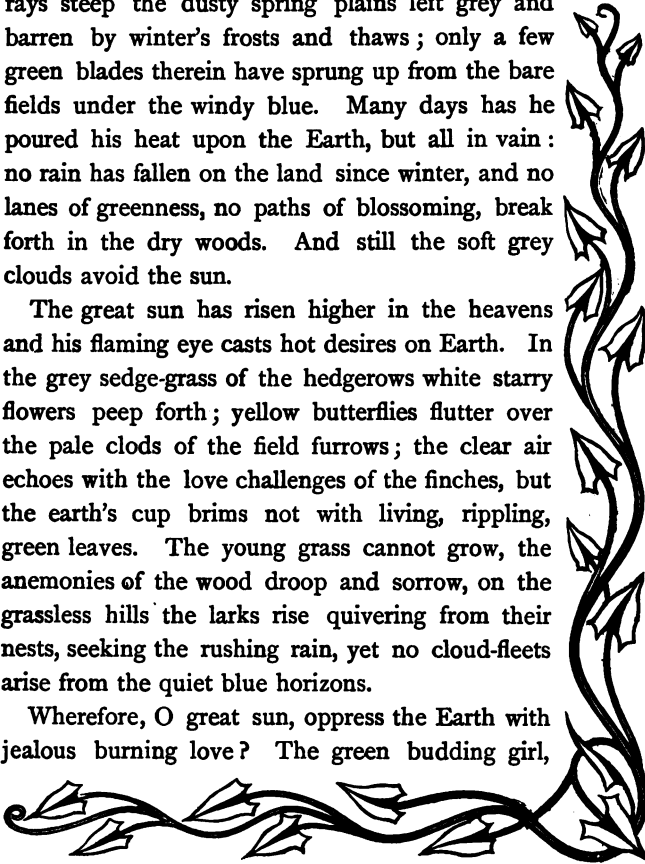 rays steep the dusty spring plains left grey and
barren by winter's frosts and thaws ; only a few
green blades therein have sprung up from the bare
fields under the windy blue. Many days has he
poured his heat upon the Earth, but all in vain :
no rain has fallen on the land since winter, and no
lanes of greenness, no paths of blossoming, break
forth in the dry woods. And still the soft grey
clouds avoid the sun.
The great sun has risen higher in the heavens
and his flaming eye casts hot desires on Earth. In
the grey sedge-grass of the hedgerows white starry
flowers peep forth ; yellow butterflies flutter over
the pale clods of the field furrows ; the clear air
echoes with the love challenges of the finches, but
the earth's cup brims not with living, rippling,
green leaves. The young grass cannot grow, the
anemonies of the wood droop and sorrow, on the
grassless hills the larks rise quivering from their
nests, seeking the rushing rain, yet no cloud-fleets
arise from the quiet blue horizons.
Wherefore, O great sun, oppress the Earth with
jealous burning love ? The green budding girl,